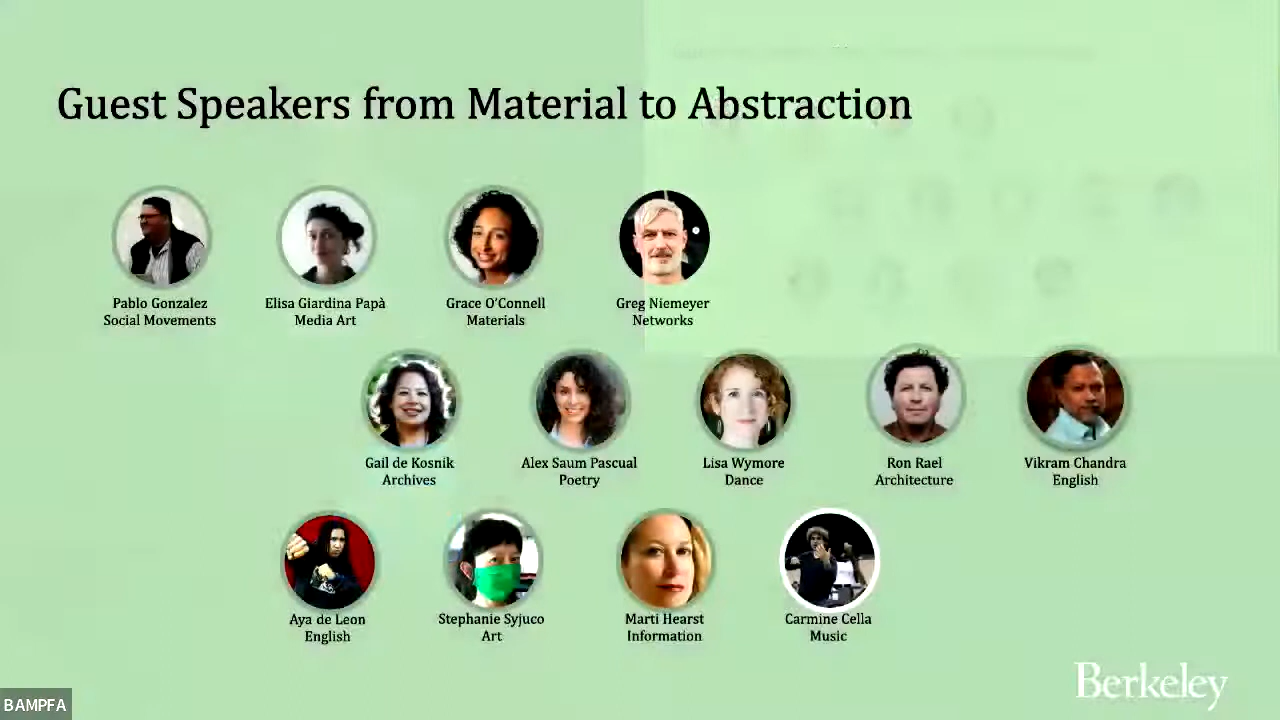 Guest Speakers from Material to Abstraction
Pablo Gonzalez
Social Movements
Elisa Giardina Papà
Media Art
Grace O'Connell
Materials
Greg Niemeyer
Networks
Gail de Kosnik
Archives
Alex Saum Pascual
Poetry
Lisa Wymore
Dance
Ron Rael
Architecture
Vikram Chandra
English
Aya de Leon
English
Stephanie Syjuco
Art
Marti Hearst
Information
Carmine Cella
Music
Berkeley
BAMPFA